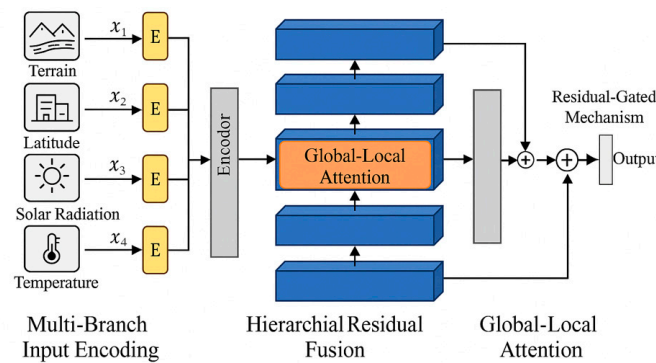 x₁
E
Terrain
x₂
E
Latitude
x₃
E
Solar Radiation
x₄
E
Temperature
Encodor
Global-Local
Attention
Residual-Gated
Mechanism
Output
Multi-Branch
Input Encoding
Hierarchial Residual
Fusion
Global-Local
Attention